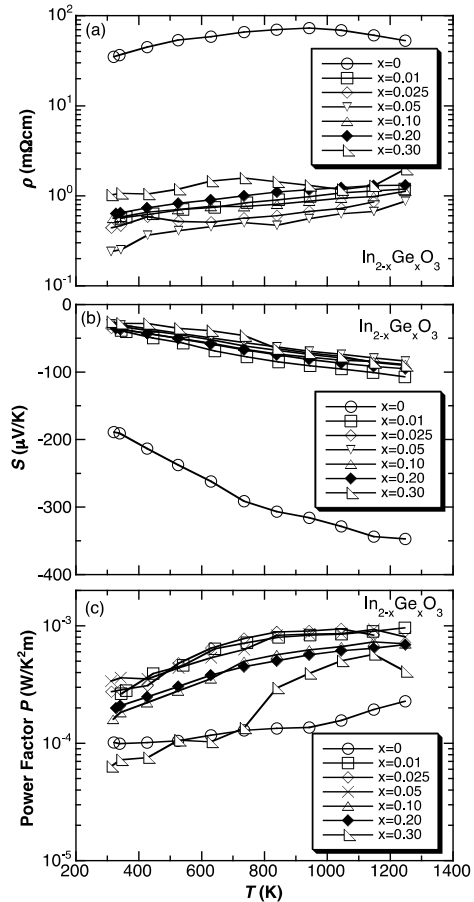 (a)
10²
10¹
10⁰
10⁻¹
ρ (mΩcm)
x=0
x=0.01
x=0.025
x=0.05
x=0.10
x=0.20
x=0.30
In₂₋ₓGeₓO₃
(b)
0
-100
-200
-300
-400
S (μV/K)
In₂₋ₓGeₓO₃
x=0
x=0.01
x=0.025
x=0.05
x=0.10
x=0.20
x=0.30
(c)
In₂₋ₓGeₓO₃
10⁻³
10⁻⁴
10⁻⁵
Power Factor P (W/K²m)
x=0
x=0.01
x=0.025
x=0.05
x=0.10
x=0.20
x=0.30
200 400 600 800 1000 1200 1400
T (K)